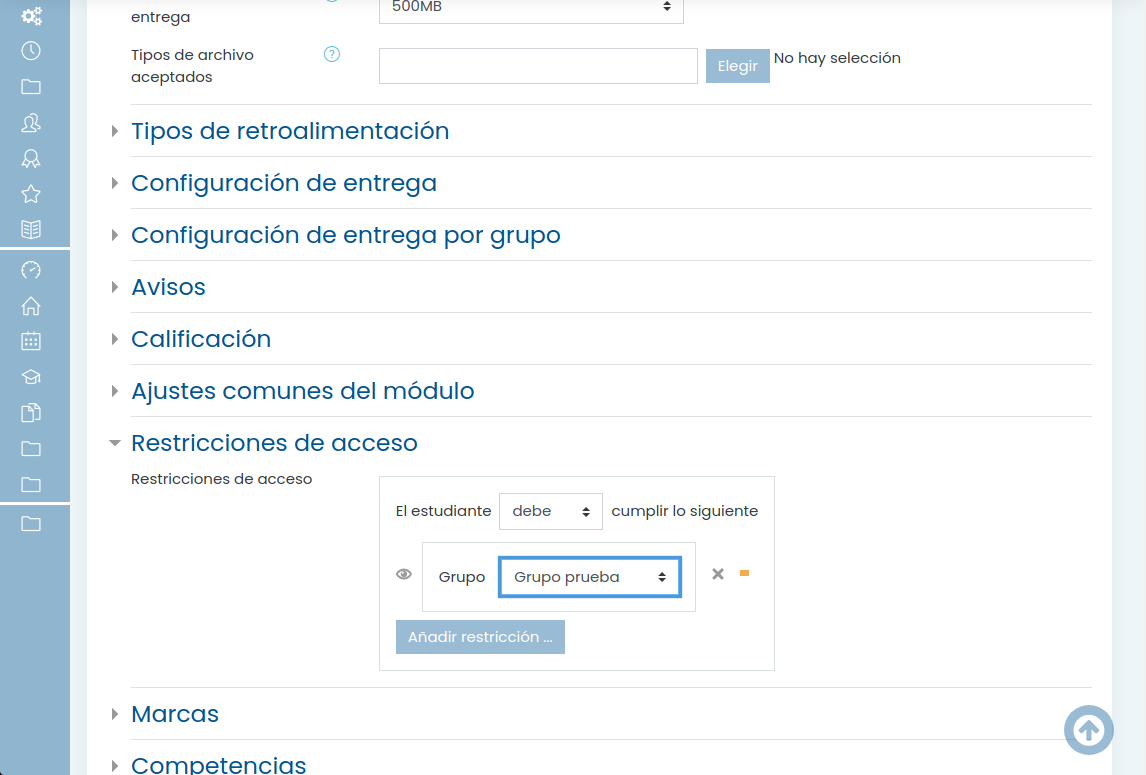 500MB
entrega
Tipos de archivo
aceptados
?
Elegir No hay selección
Tipos de retroalimentación
Configuración de entrega
Configuración de entrega por grupo
Avisos
Calificación
Ajustes comunes del módulo
Restricciones de acceso
Restricciones de acceso
El estudiante debe cumplir lo siguiente
Grupo Grupo prueba
Añadir restricción ...
Marcas
Competencias